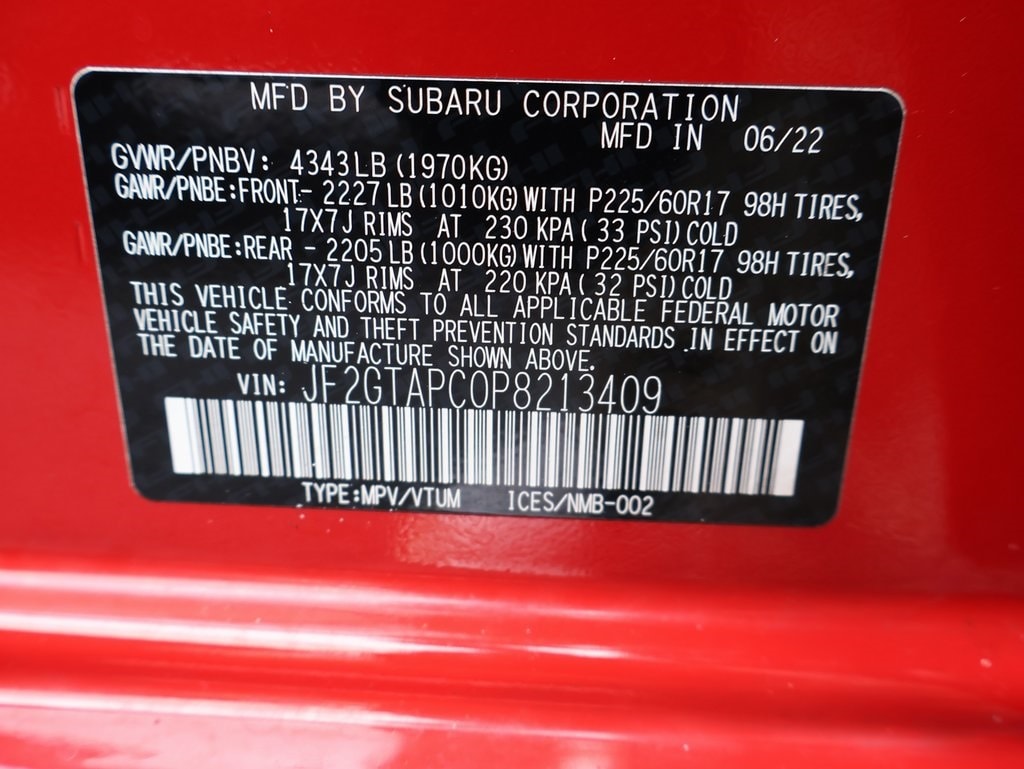 MFD BY SUBARU CORPORATION
MFD IN 06/22
GVWR/PNBV: 4343LB (1970KG)
GAWR/PNBE:FRONT- 2227LB(1010KG)WITH P225/60R17 98H TIRES,
17X7J RIMS AT 230 KPA( 33 PSI)COLD
GAWR/PNBE:REAR - 2205LB(1000KG)WITH P225/60R17 98H TIRES,
17X7J RIMS AT 220 KPA( 32 PSI)COLD
THIS VEHICLE CONFORMS TO ALL APPLICABLE FEDERAL MOTOR
VEHICLE SAFETY AND THEFT PREVENTION STANDARDS IN EFFECT ON
THE DATE OF MANUFACTURE SHOWN ABOVE.
VIN: JF2GTAPC0P8213409
TYPE:MPV/VTUM ICES/NMB-002